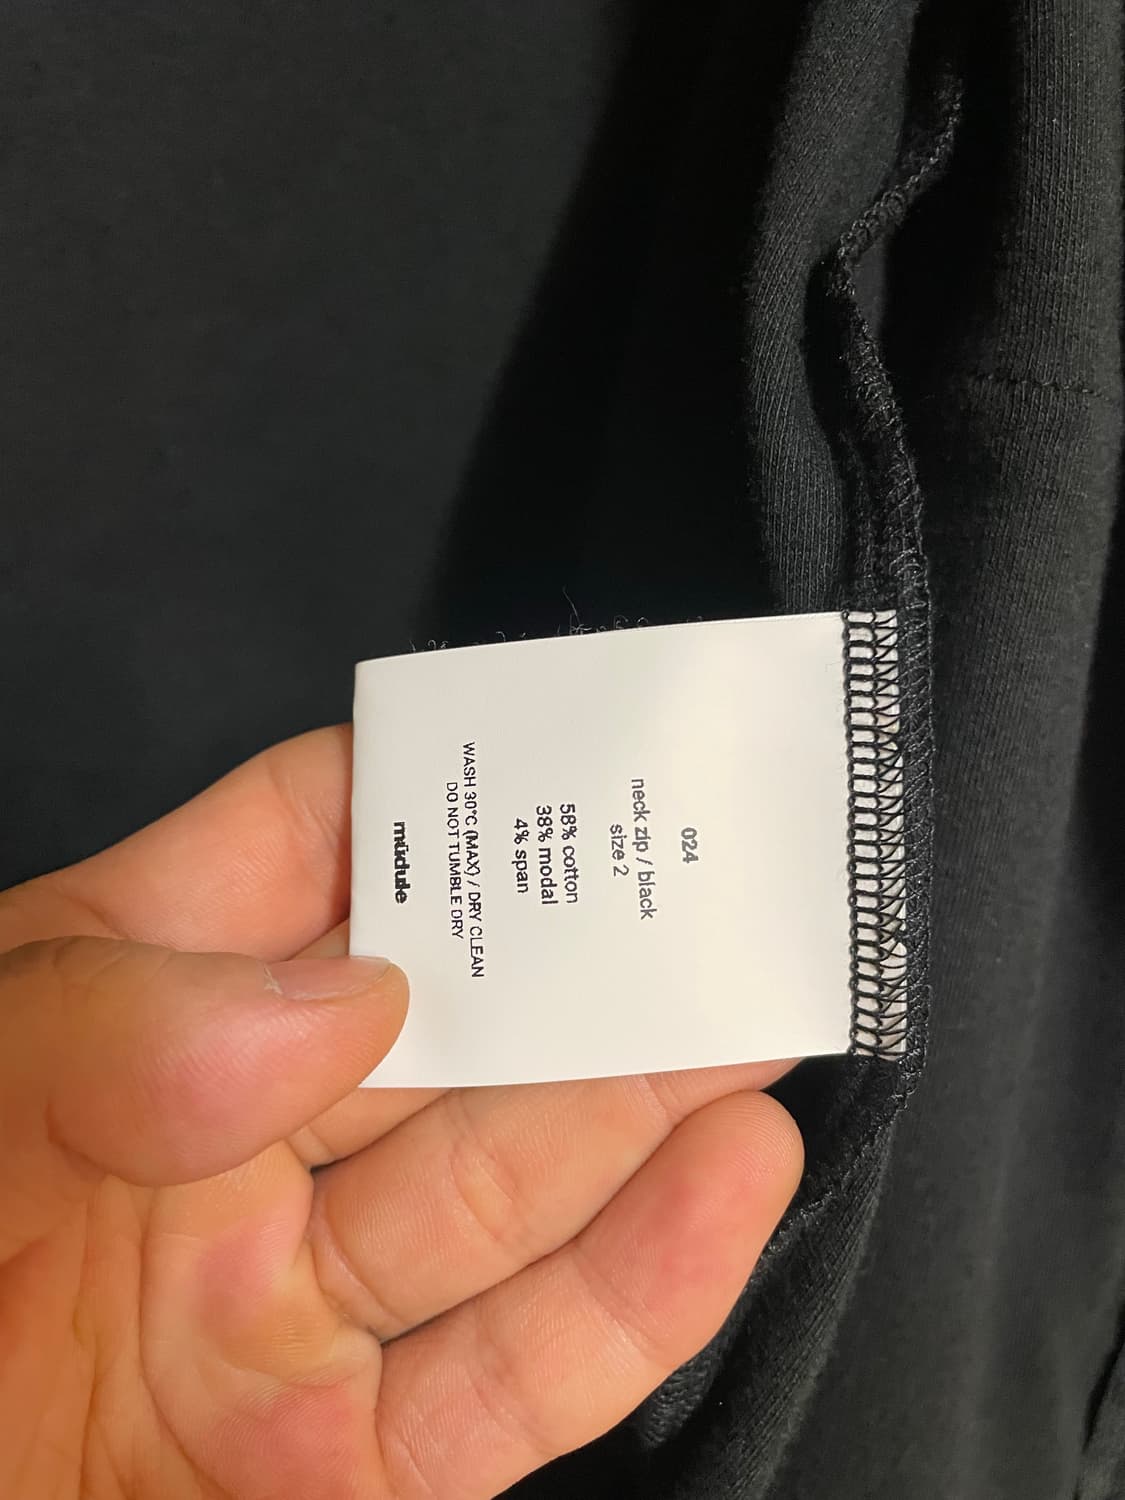 024
neck zip / black
size 2
58% cotton
38% modal
4% span
WASH 30°C (MAX) / DRY CLEAN
DO NOT TUMBLE DRY
müdule